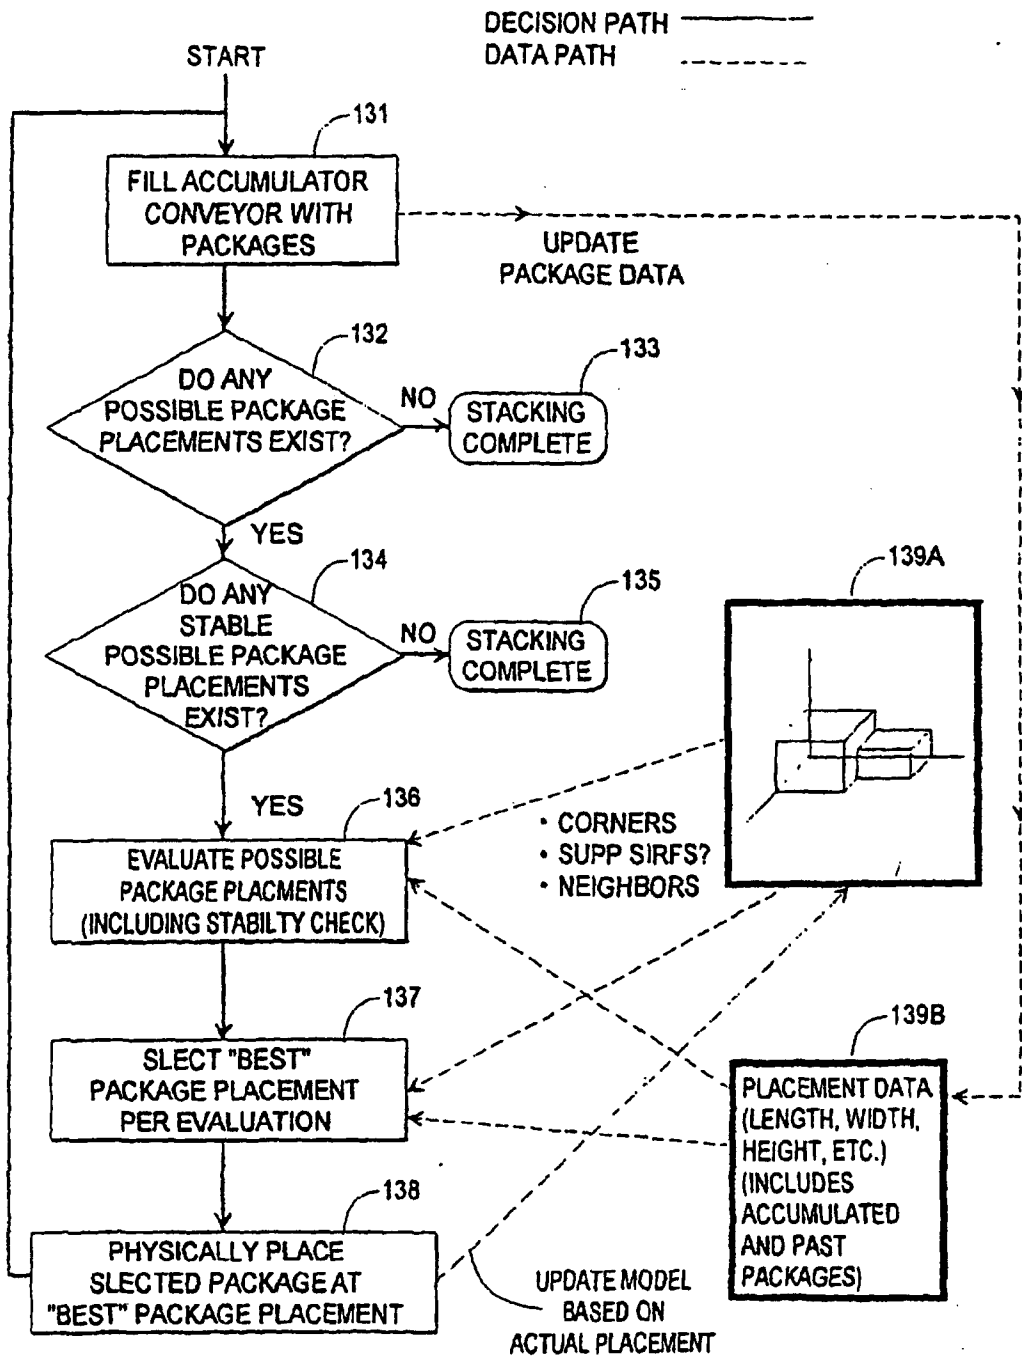 DECISION PATH
DATA PATH
START
131
FILL ACCUMULATOR
CONVEYOR WITH
PACKAGES
UPDATE
PACKAGE DATA
132
DO ANY
POSSIBLE PACKAGE
PLACEMENTS EXIST?
NO
133
STACKING
COMPLETE
YES
134
DO ANY
STABLE
POSSIBLE PACKAGE
PLACEMENTS
EXIST?
NO
135
STACKING
COMPLETE
139A
YES
136
EVALUATE POSSIBLE
PACKAGE PLACMENTS
(INCLUDING STABILTY CHECK)
• CORNERS
• SUPP SIRFS?
• NEIGHBORS
137
SLECT "BEST"
PACKAGE PLACEMENT
PER EVALUATION
139B
PLACEMENT DATA
(LENGTH, WIDTH,
HEIGHT, ETC.)
(INCLUDES
ACCUMULATED
AND PAST
PACKAGES)
138
PHYSICALLY PLACE
SLECTED PACKAGE AT
"BEST" PACKAGE PLACEMENT
UPDATE MODEL
BASED ON
ACTUAL PLACEMENT